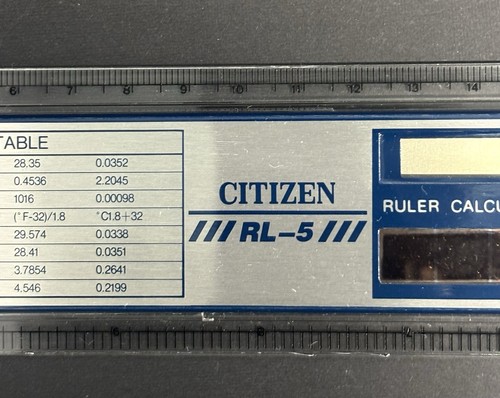 6 7 8 9 10 11 12 13 14
TABLE
28.35 0.0352
0.4536 2.2045
1016 0.00098
(°F-32)/1.8 °C1.8+32
29.574 0.0338
28.41 0.0351
3.7854 0.2641
4.546 0.2199
CITIZEN
///RL-5///
RULER CALCU